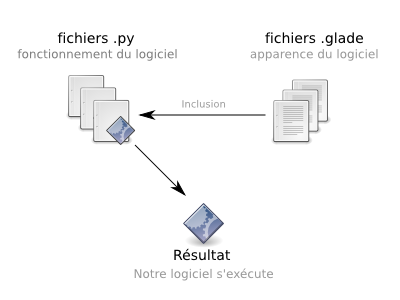 fichiers .py
fonctionnement du logiciel
fichiers .glade
apparence du logiciel
Inclusion
Résultat
Notre logiciel s'exécute